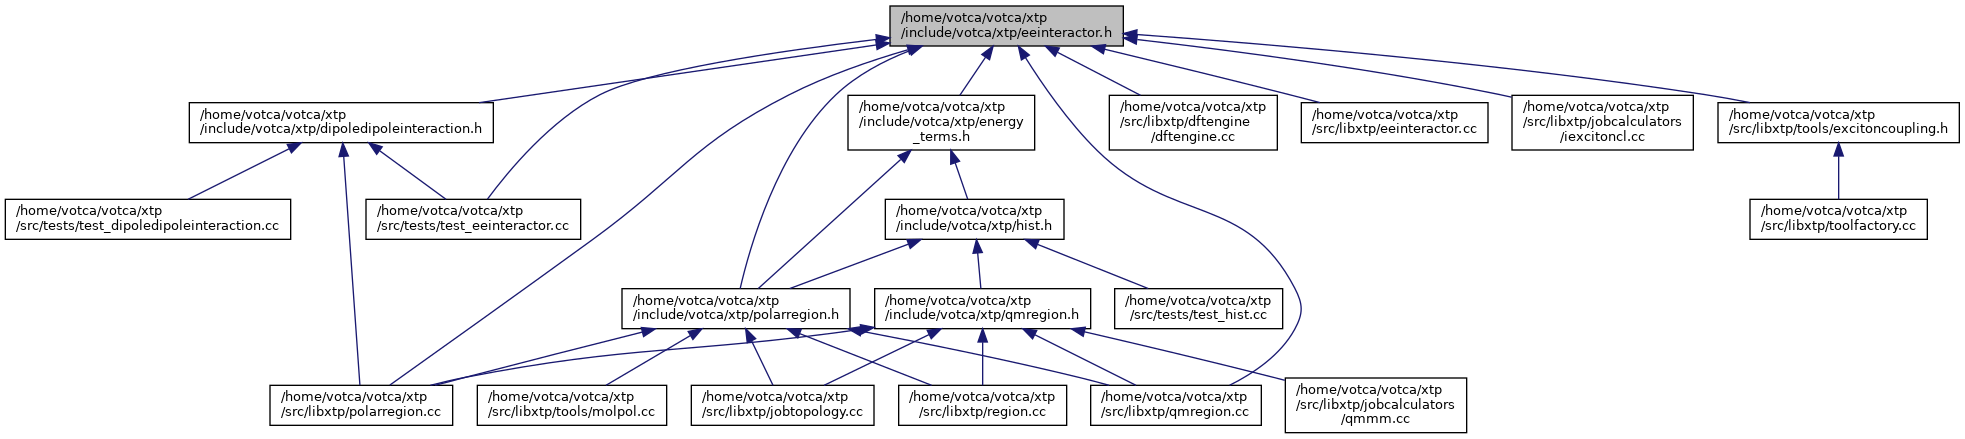 /home/votca/votca/xtp
/include/votca/xtp/eeinteractor.h
/home/votca/votca/xtp
/include/votca/xtp/dipoledipoleinteraction.h
/home/votca/votca/xtp
/include/votca/xtp/energy
_terms.h
/home/votca/votca/xtp
/src/libxtp/dftengine
/dftengine.cc
/home/votca/votca/xtp
/src/libxtp/eeinteractor.cc
/home/votca/votca/xtp
/src/libxtp/jobcalculators
/iexcitoncl.cc
/home/votca/votca/xtp
/src/libxtp/tools/excitoncoupling.h
/home/votca/votca/xtp
/src/tests/test_dipoledipoleinteraction.cc
/home/votca/votca/xtp
/src/tests/test_eeinteractor.cc
/home/votca/votca/xtp
/include/votca/xtp/hist.h
/home/votca/votca/xtp
/src/libxtp/toolfactory.cc
/home/votca/votca/xtp
/include/votca/xtp/polarregion.h
/home/votca/votca/xtp
/include/votca/xtp/qmregion.h
/home/votca/votca/xtp
/src/tests/test_hist.cc
/home/votca/votca/xtp
/src/libxtp/polarregion.cc
/home/votca/votca/xtp
/src/libxtp/tools/molpol.cc
/home/votca/votca/xtp
/src/libxtp/jobtopology.cc
/home/votca/votca/xtp
/src/libxtp/region.cc
/home/votca/votca/xtp
/src/libxtp/qmregion.cc
/home/votca/votca/xtp
/src/libxtp/jobcalculators
/qmmm.cc